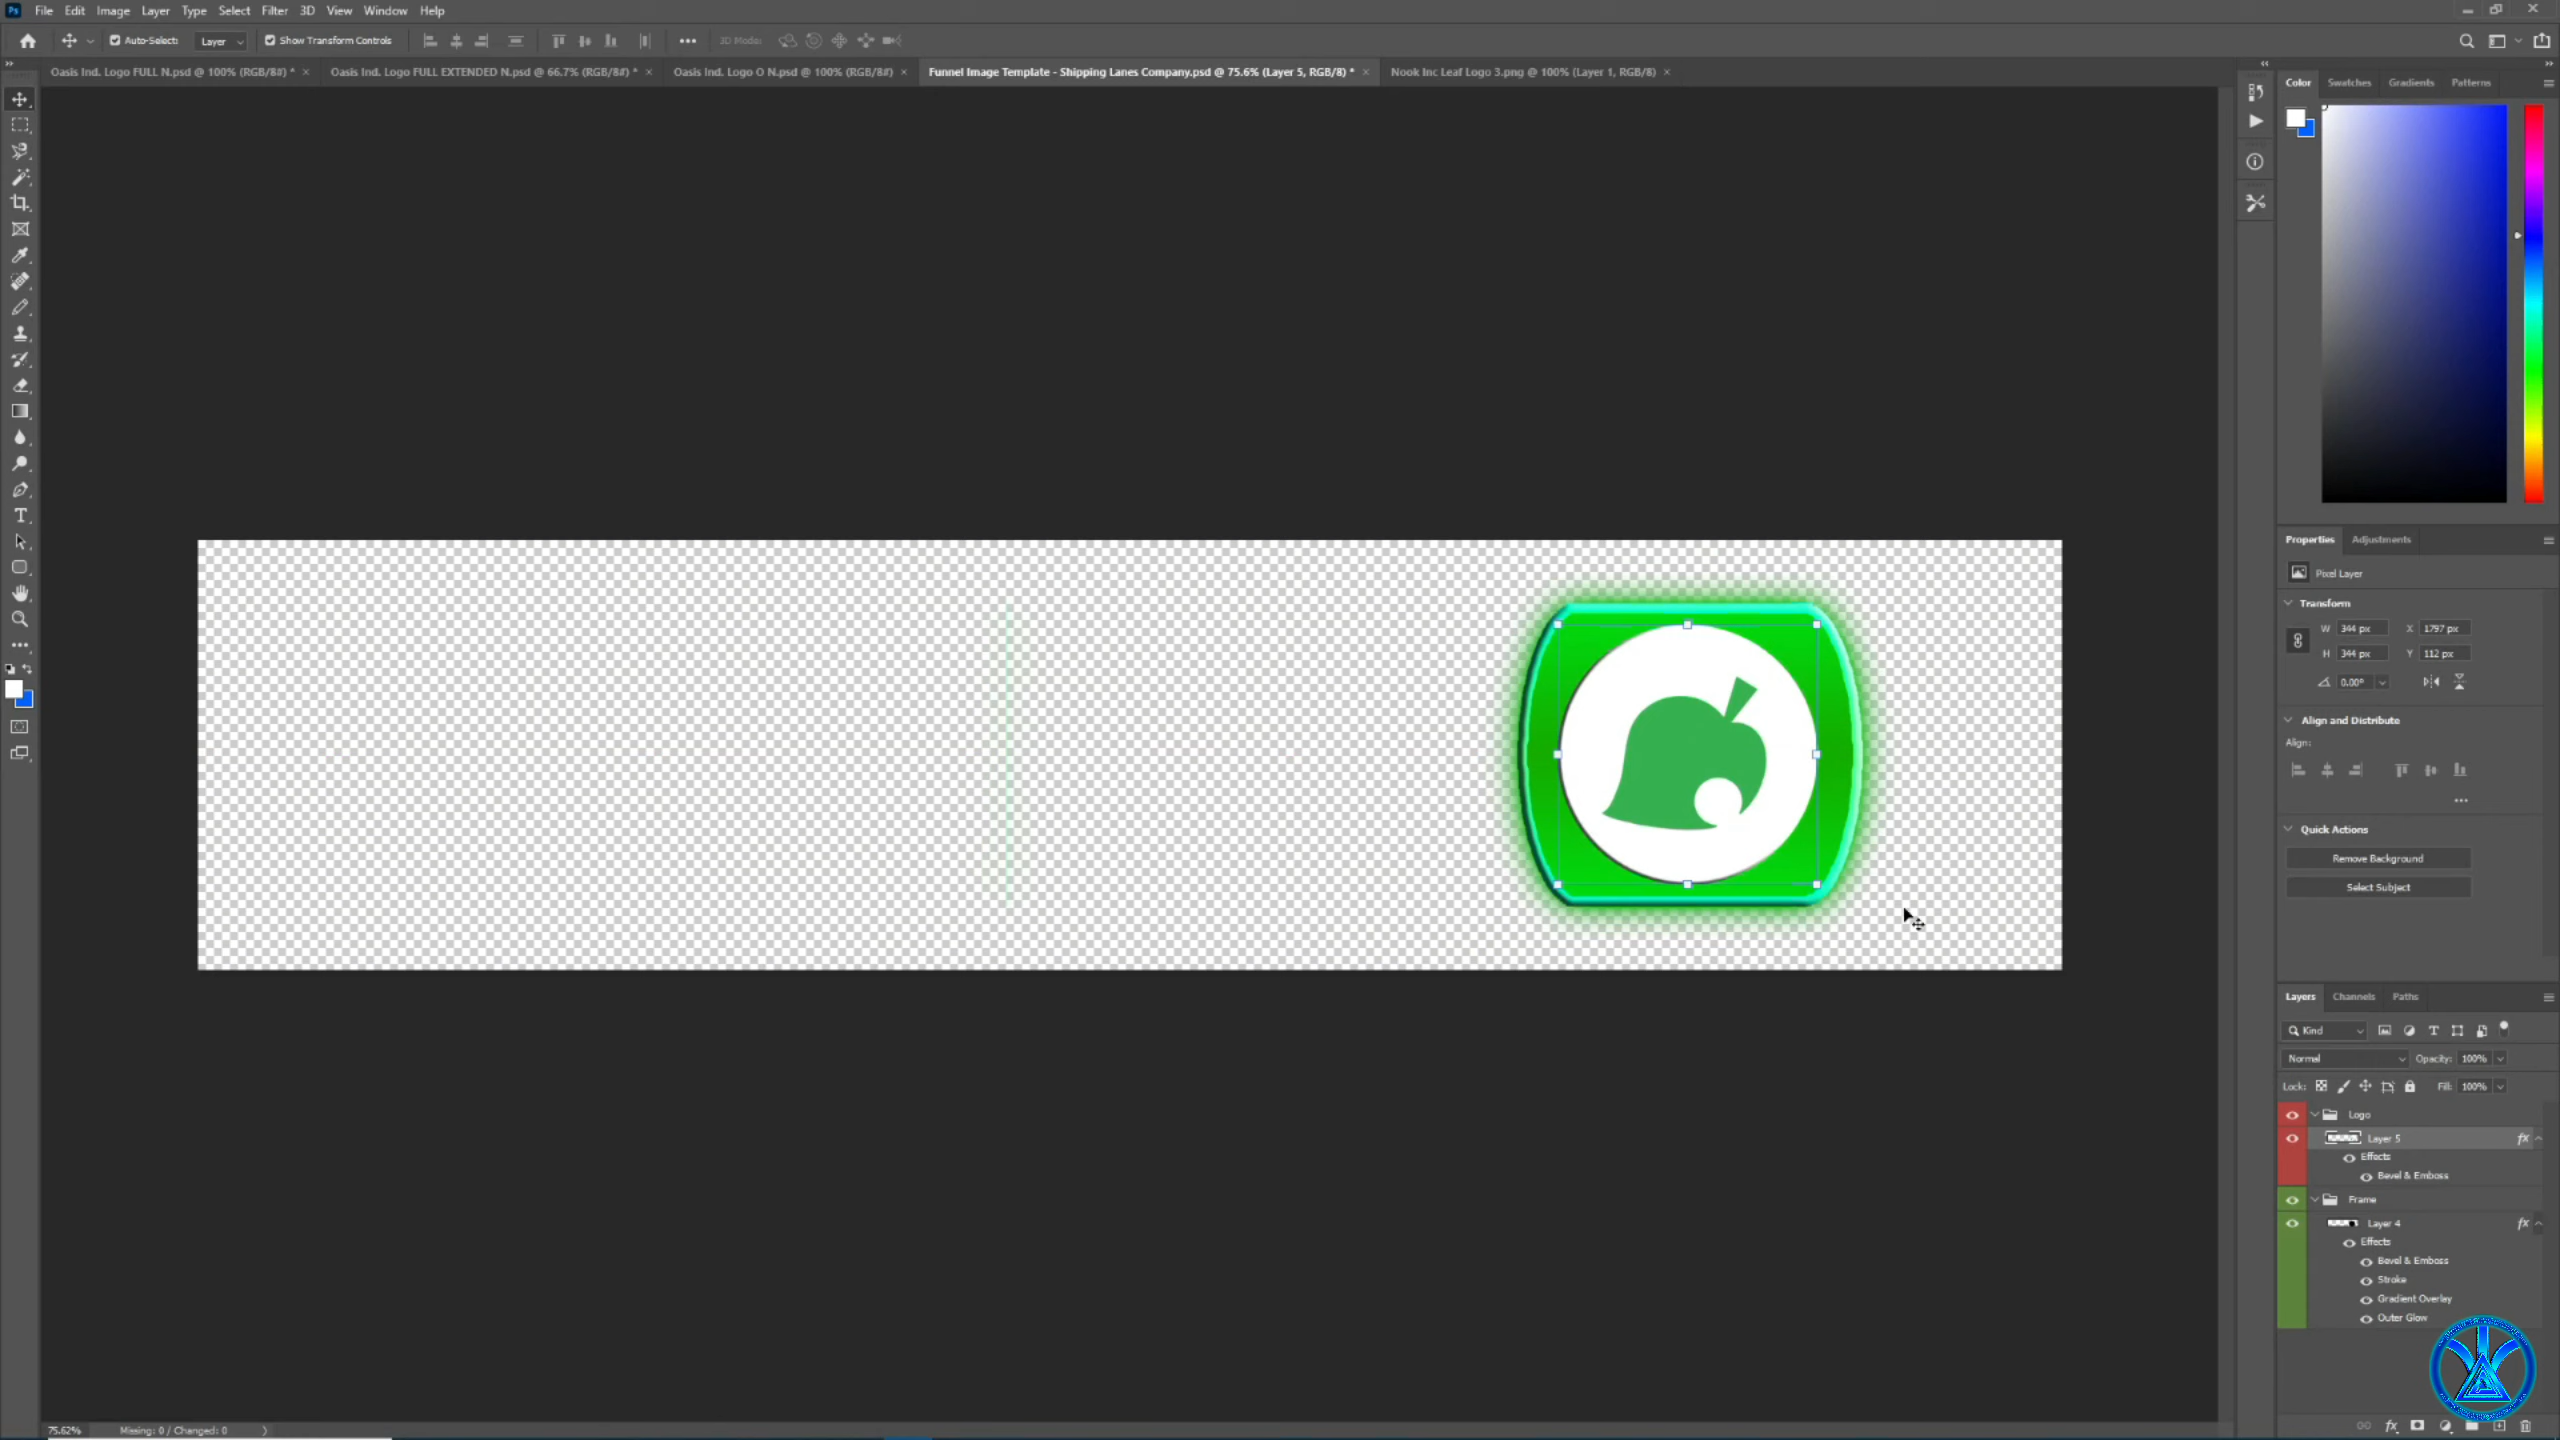 Ps File Edit Image Layer Type Select Filter 3D View Window Help
Auto-Select: Layer Show Transform Controls 3D Mode:
Oasis Ind. Logo FULL N.psd @ 100% (RGB/8#) * Oasis Ind. Logo FULL EXTENDED N.psd @ 66.7% (RGB/8#) * Oasis Ind. Logo O N.psd @ 100% (RGB/8#) Funnel Image Template - Shipping Lanes Company.psd @ 75.6% (Layer 5, RGB/8) * Nook Inc Leaf Logo 3.png @ 100% (Layer 1, RGB/8)
Color Swatches Gradients Patterns
Properties Adjustments
Pixel Layer
Transform
W 344 px X 1797 px
H 344 px Y 112 px
0.00°
Align and Distribute
Align:
Quick Actions
Remove Background
Select Subject
Layers Channels Paths
Kind
Normal Opacity: 100%
Lock: Fill: 100%
Logo
Layer 5 fx
Effects
Bevel & Emboss
Frame
Layer 4 fx
Effects
Bevel & Emboss
Stroke
Gradient Overlay
Outer Glow
75.62% Missing: 0 / Changed: 0
fx